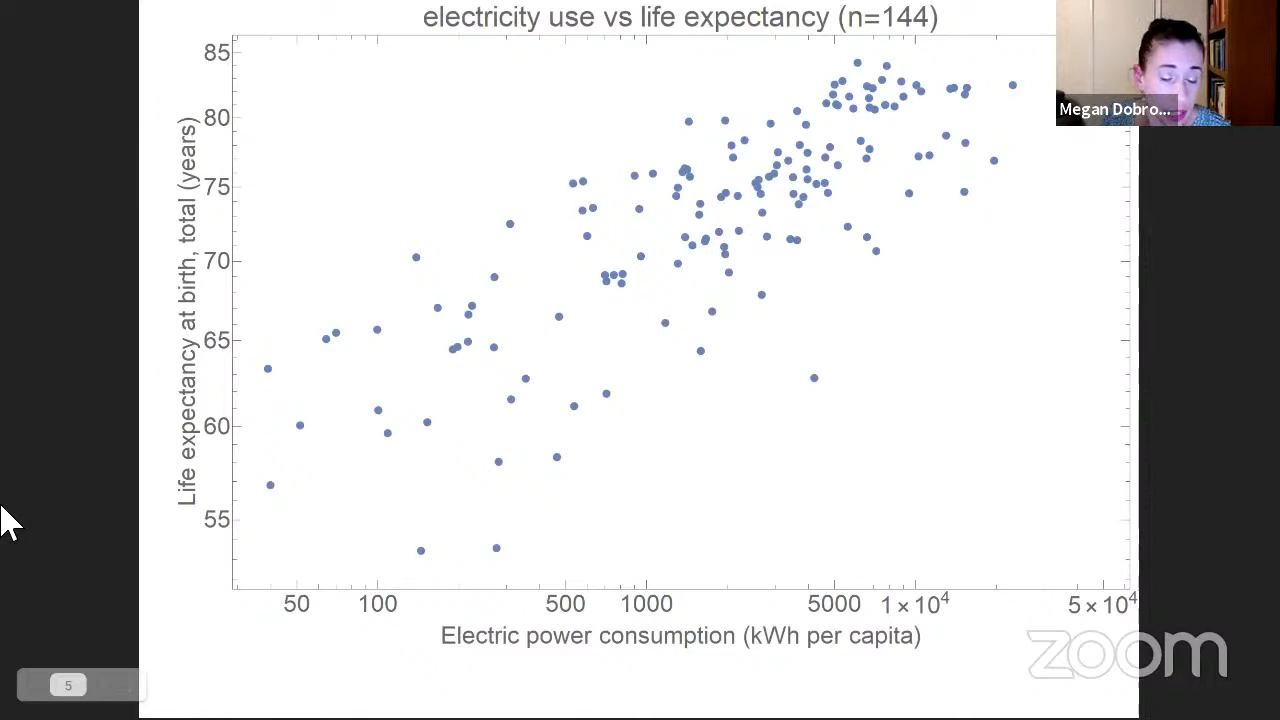 electricity use vs life expectancy (n=144)
Megan Dobro...
Life expectancy at birth, total (years)
85
80
75
70
65
60
55
50 100 500 1000 5000 1×10⁴ 5×10⁴
Electric power consumption (kWh per capita)
zoom
5